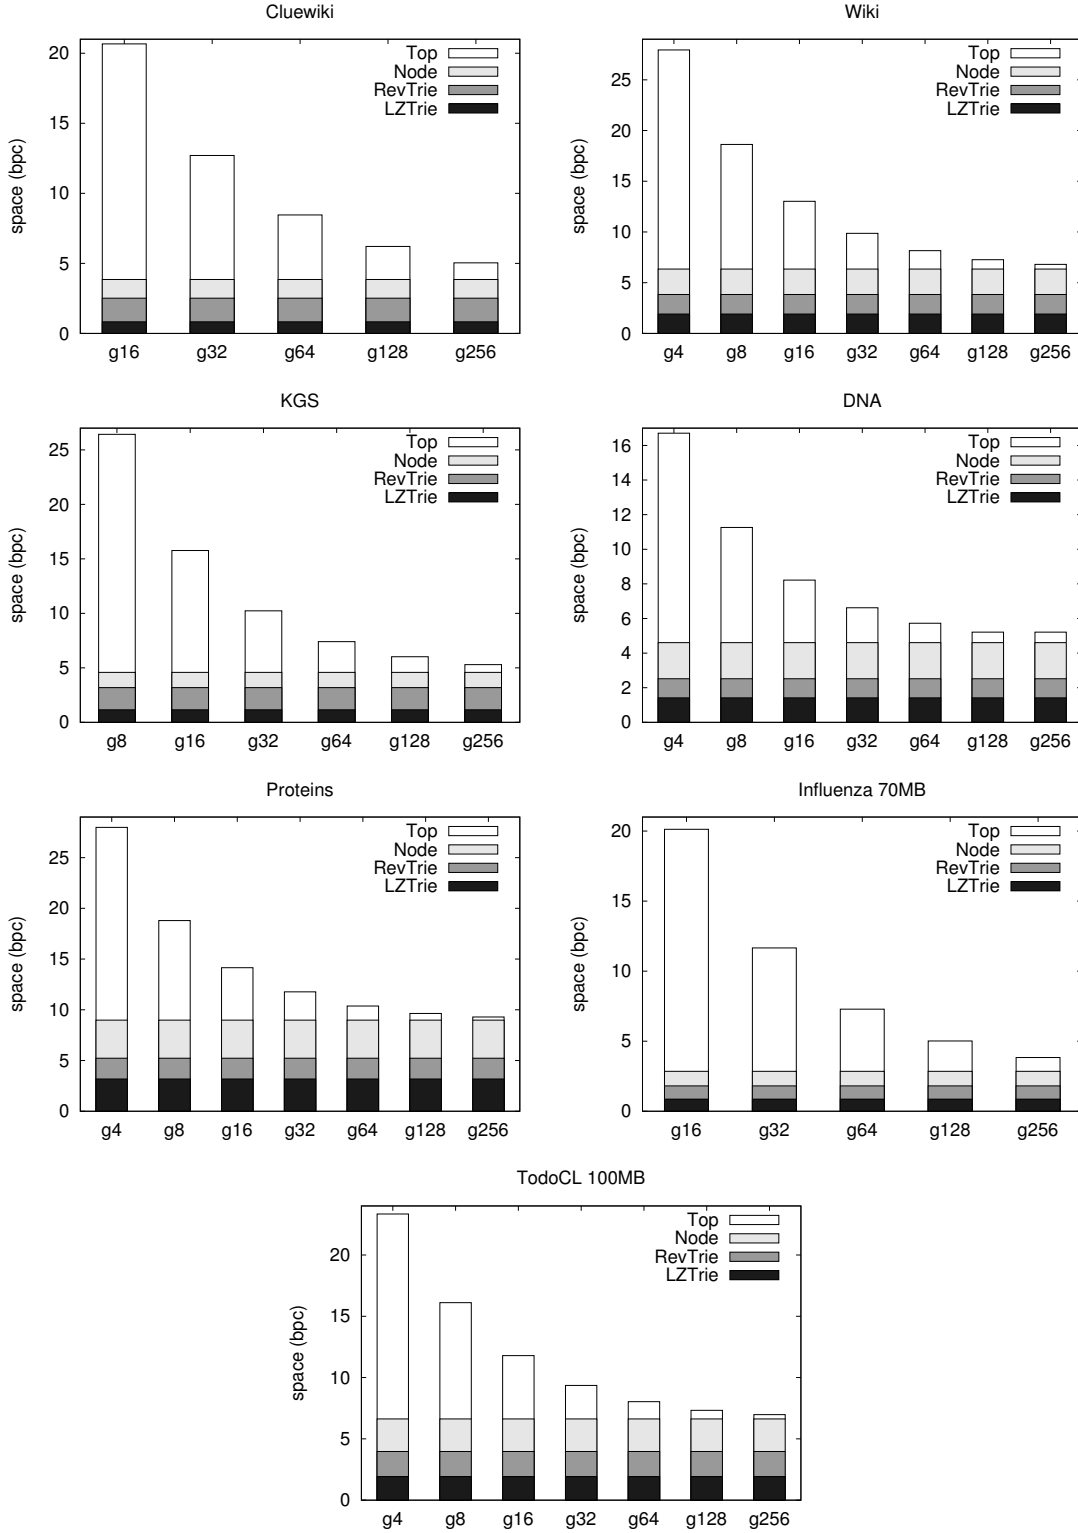 Cluewiki
space (bpc)
20
15
10
5
0
Top
Node
RevTrie
LZTrie
g16 g32 g64 g128 g256
Wiki
space (bpc)
25
20
15
10
5
0
Top
Node
RevTrie
LZTrie
g4 g8 g16 g32 g64 g128 g256
KGS
space (bpc)
25
20
15
10
5
0
Top
Node
RevTrie
LZTrie
g8 g16 g32 g64 g128 g256
DNA
space (bpc)
16
14
12
10
8
6
4
2
0
Top
Node
RevTrie
LZTrie
g4 g8 g16 g32 g64 g128 g256
Proteins
space (bpc)
25
20
15
10
5
0
Top
Node
RevTrie
LZTrie
g4 g8 g16 g32 g64 g128 g256
Influenza 70MB
space (bpc)
20
15
10
5
0
Top
Node
RevTrie
LZTrie
g16 g32 g64 g128 g256
TodoCL 100MB
space (bpc)
20
15
10
5
0
Top
Node
RevTrie
LZTrie
g4 g8 g16 g32 g64 g128 g256